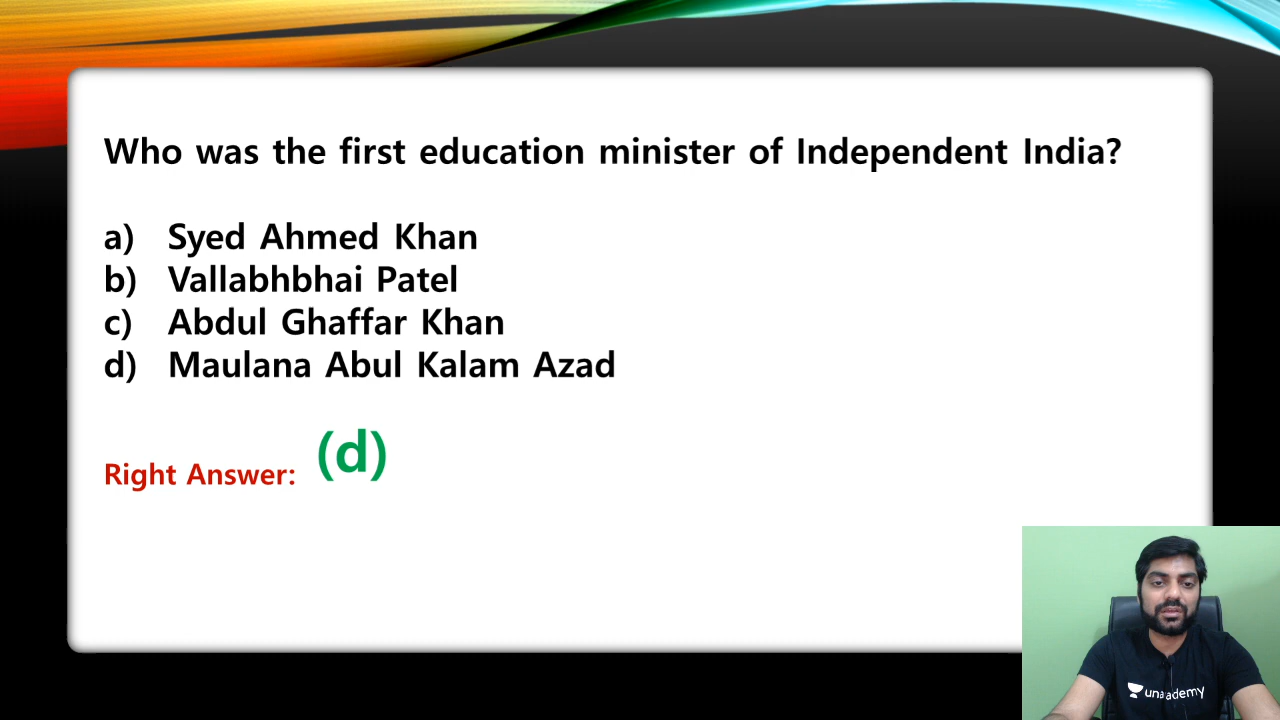 Who was the first education minister of Independent India?
a) Syed Ahmed Khan
b) Vallabhbhai Patel
c) Abdul Ghaffar Khan
d) Maulana Abul Kalam Azad
Right Answer: (d)
unacademy